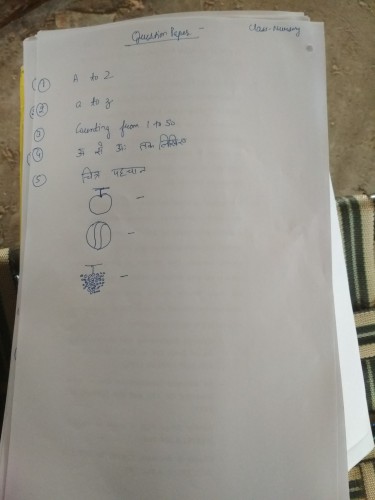 Question Paper -
Class - Nursery
① A to Z
② a to z
③ Counting from 1 to 50
④ अ से अः तक लिखिए
⑤ चित्र पहचान
-
-
-